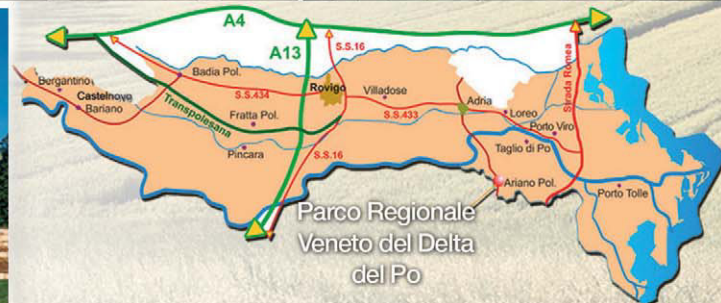 A4
A13
S.S.16
Strada Romea
Bergantino
Castelnovo
Bariano
Badia Pol.
Rovigo
Villadose
S.S.434
Transpolesana
Fratta Pol.
S.S.433
Adria
Loreo
Porto Viro
Pincara
S.S.16
Taglio di Po
Ariano Pol.
Porto Tolle
Parco Regionale
Veneto del Delta
del Po